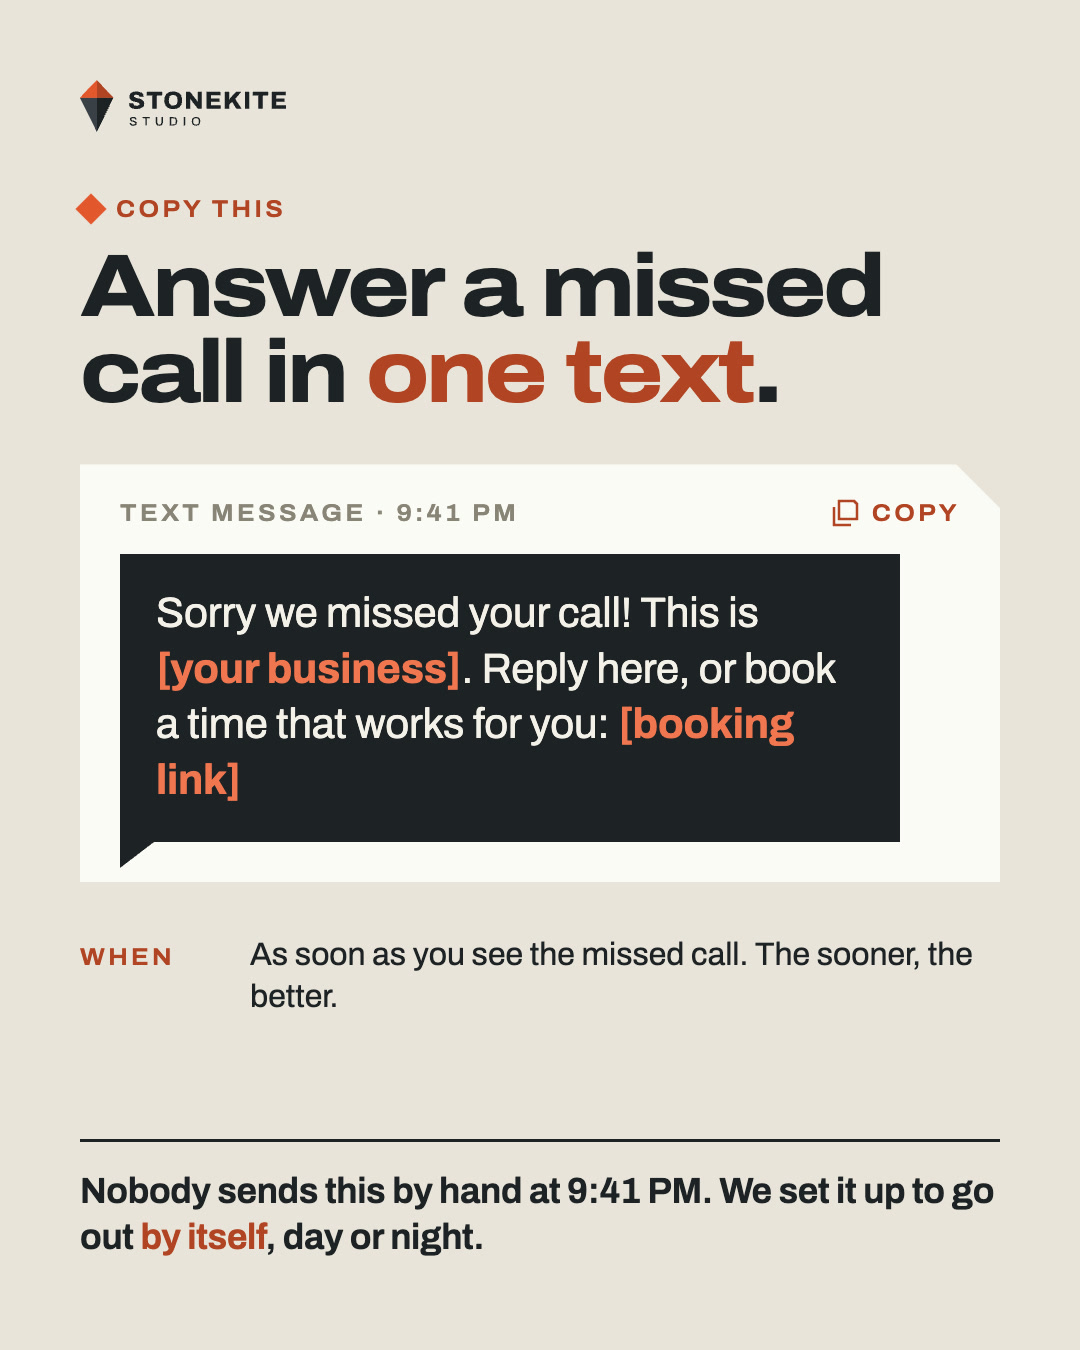 STONEKITE
STUDIO
COPY THIS
Answer a missed
call in one text.
TEXT MESSAGE · 9:41 PM
COPY
Sorry we missed your call! This is
[your business]. Reply here, or book
a time that works for you: [booking
link]
WHEN
As soon as you see the missed call. The sooner, the
better.
Nobody sends this by hand at 9:41 PM. We set it up to go
out by itself, day or night.